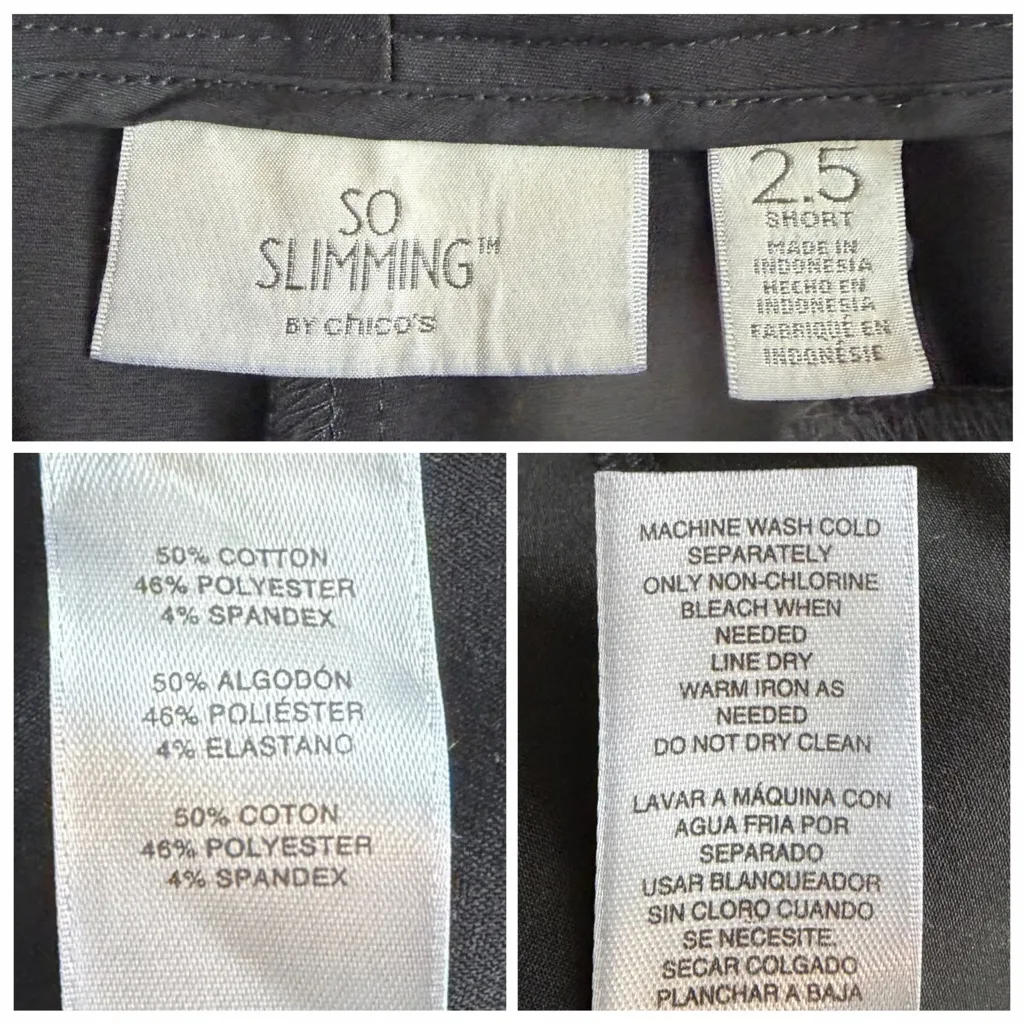 SO
SLIMMING™
BY chico's
2.5
SHORT
MADE IN
INDONESIA
HECHO EN
INDONESIA
FABRIQUÉ EN
INDONÉSIE
50% COTTON
46% POLYESTER
4% SPANDEX
50% ALGODÓN
46% POLIÉSTER
4% ELASTANO
50% COTON
46% POLYESTER
4% SPANDEX
MACHINE WASH COLD
SEPARATELY
ONLY NON-CHLORINE
BLEACH WHEN
NEEDED
LINE DRY
WARM IRON AS
NEEDED
DO NOT DRY CLEAN
LAVAR A MÁQUINA CON
AGUA FRIA POR
SEPARADO
USAR BLANQUEADOR
SIN CLORO CUANDO
SE NECESITE.
SECAR COLGADO
PLANCHAR A BAJA